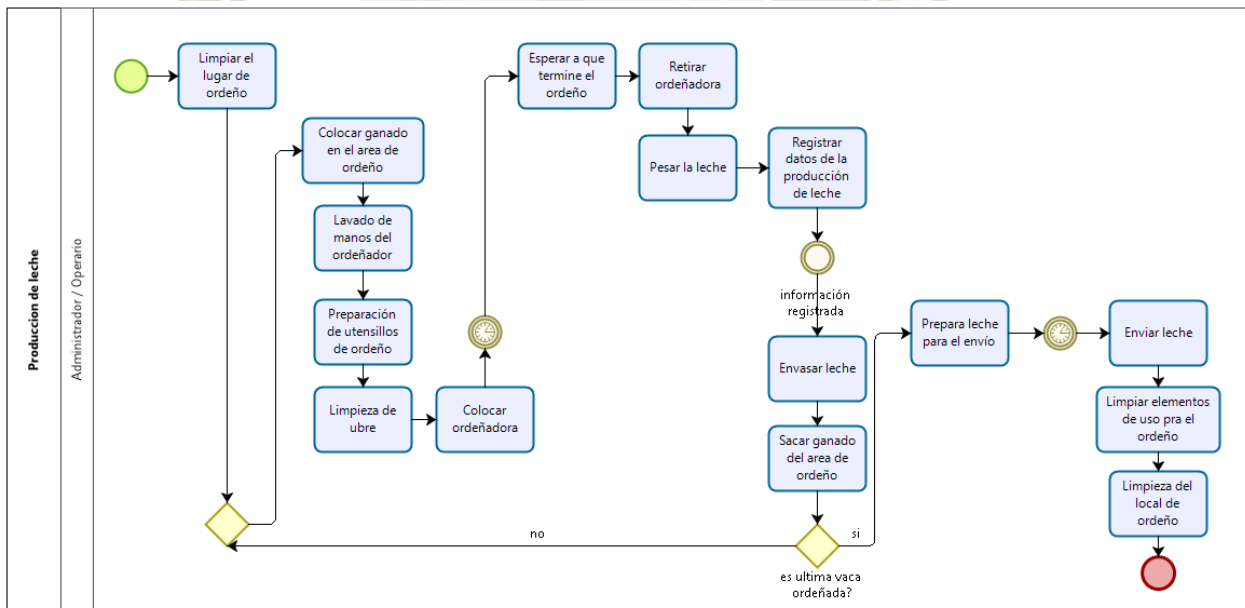 Produccion de leche
Administrador / Operario
Limpiar el
lugar de
ordeño
Colocar ganado
en el area de
ordeño
Lavado de
manos del
ordeñador
Preparación
de utensillos
de ordeño
Limpieza de
ubre
Colocar
ordeñadora
Esperar a que
termine el
ordeño
Retirar
ordeñadora
Pesar la leche
Registrar
datos de la
producción
de leche
información
registrada
Envasar leche
Sacar ganado
del area de
ordeño
es ultima vaca
ordeñada?
no
si
Prepara leche
para el envío
Enviar leche
Limpiar elementos
de uso pra el
ordeño
Limpieza del
local de
ordeño